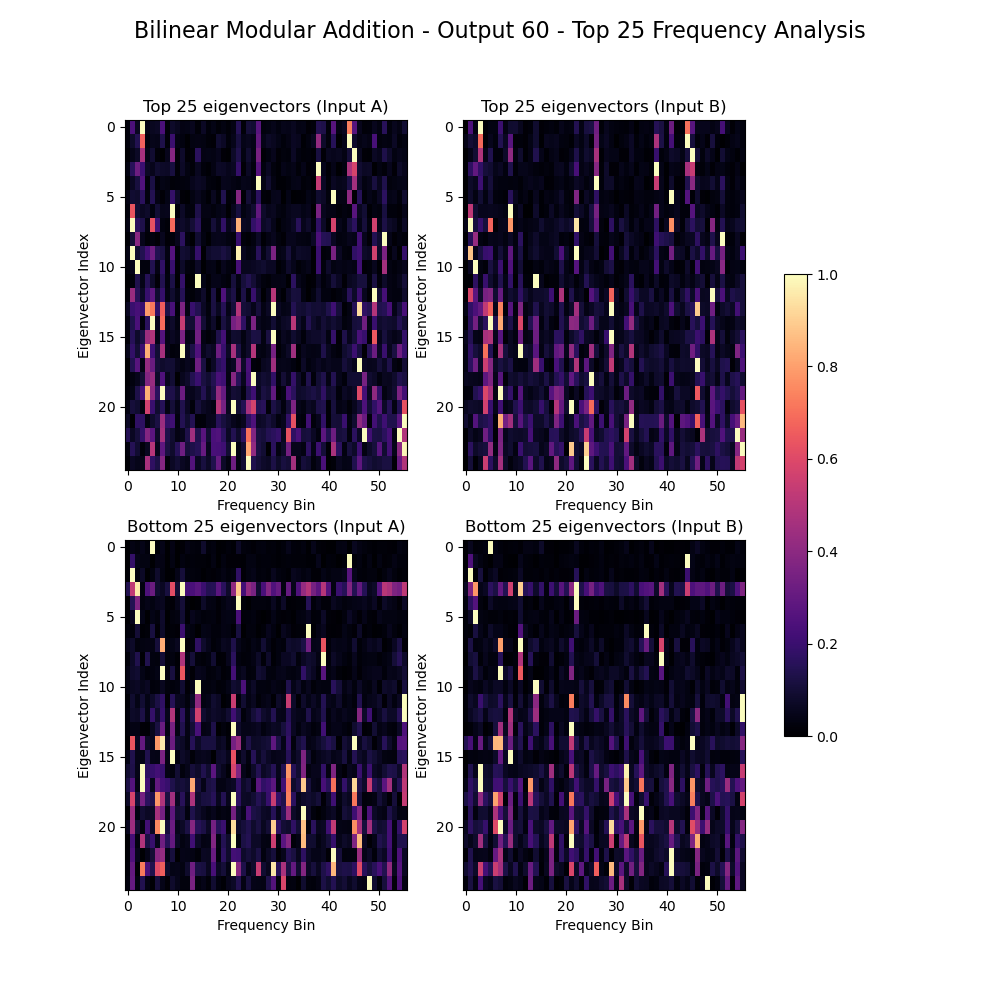 Bilinear Modular Addition - Output 60 - Top 25 Frequency Analysis
Top 25 eigenvectors (Input A)
Top 25 eigenvectors (Input B)
Eigenvector Index
0
5
10
15
20
0 10 20 30 40 50
Frequency Bin
Eigenvector Index
0
5
10
15
20
0 10 20 30 40 50
Frequency Bin
Bottom 25 eigenvectors (Input A)
Bottom 25 eigenvectors (Input B)
Eigenvector Index
0
5
10
15
20
0 10 20 30 40 50
Frequency Bin
Eigenvector Index
0
5
10
15
20
0 10 20 30 40 50
Frequency Bin
1.0
0.8
0.6
0.4
0.2
0.0